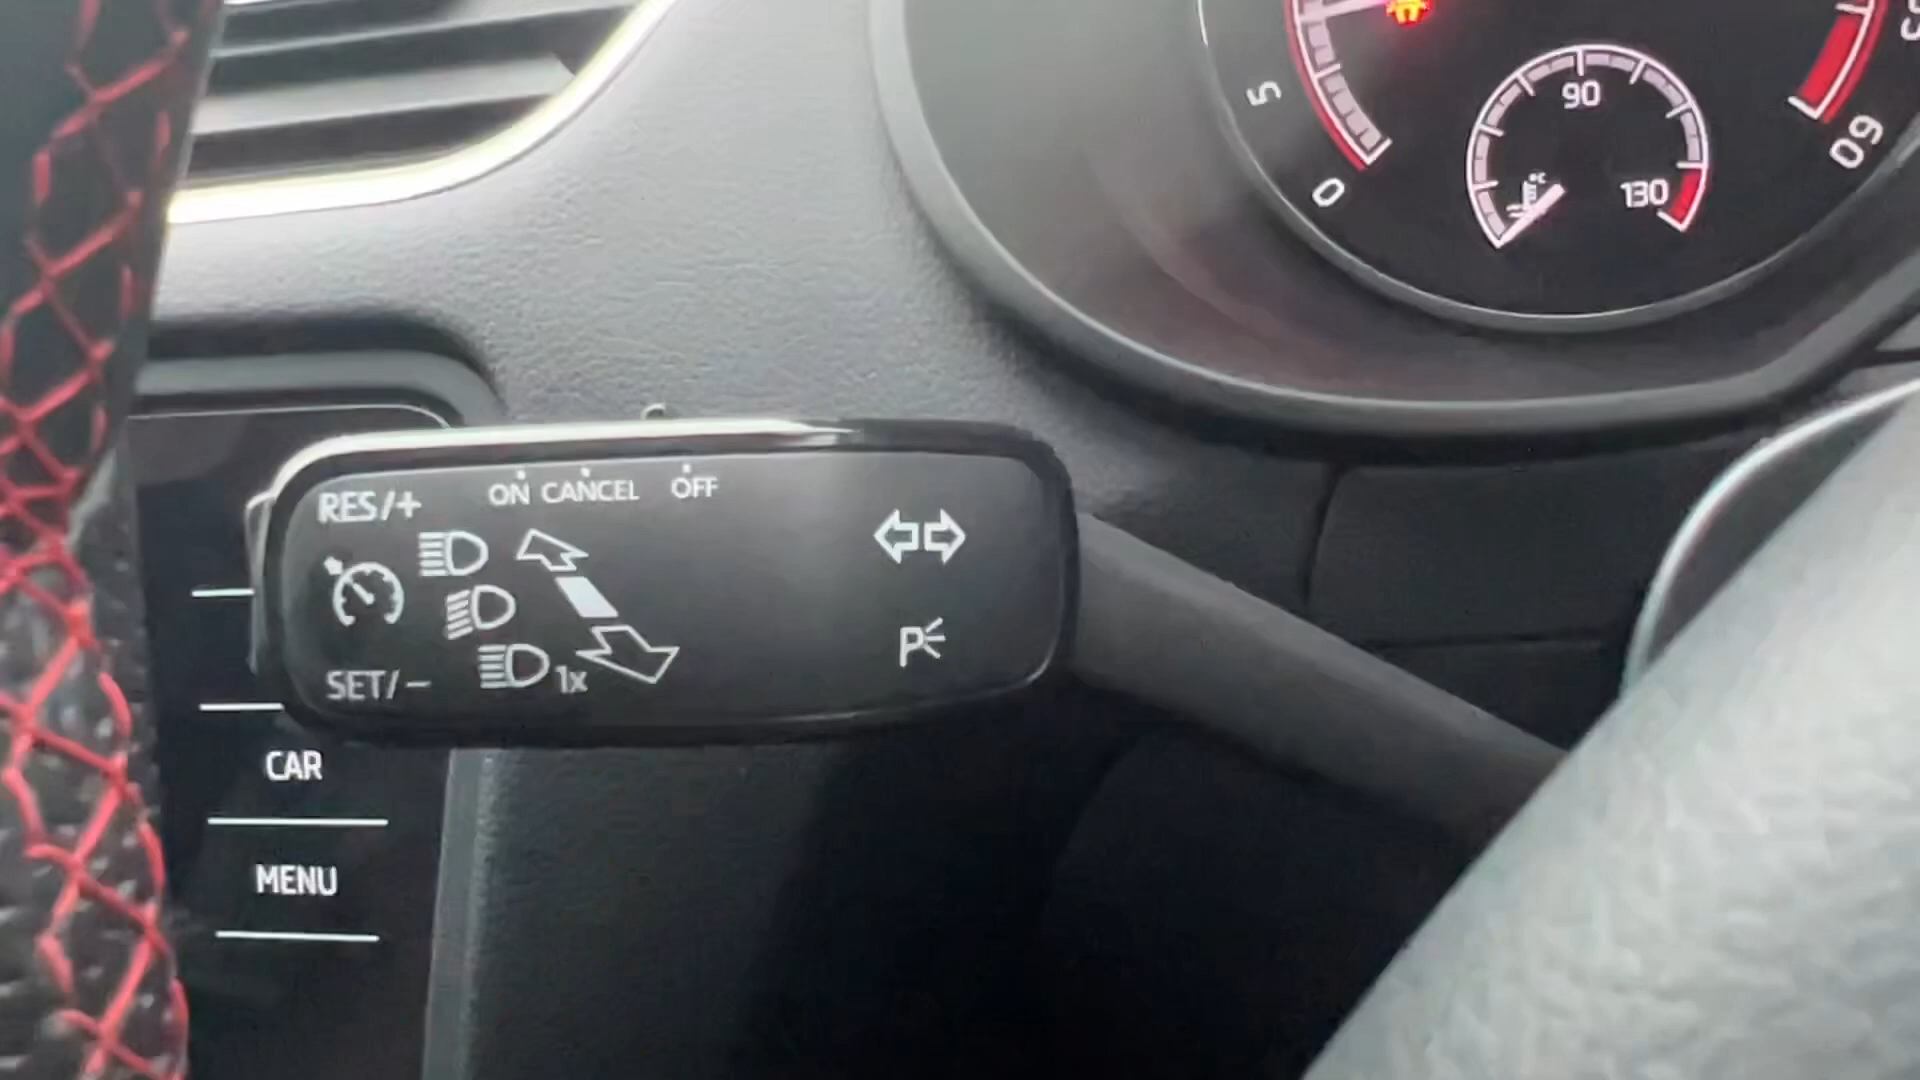 5
0
90
130
60
RES/+ ON CANCEL OFF
SET/- 1x
P
CAR
MENU